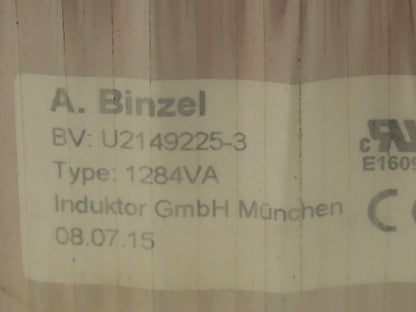 A. Binzel
BV: U2149225-3
Type: 1284VA
Induktor GmbH München
08.07.15
c
E1609
C